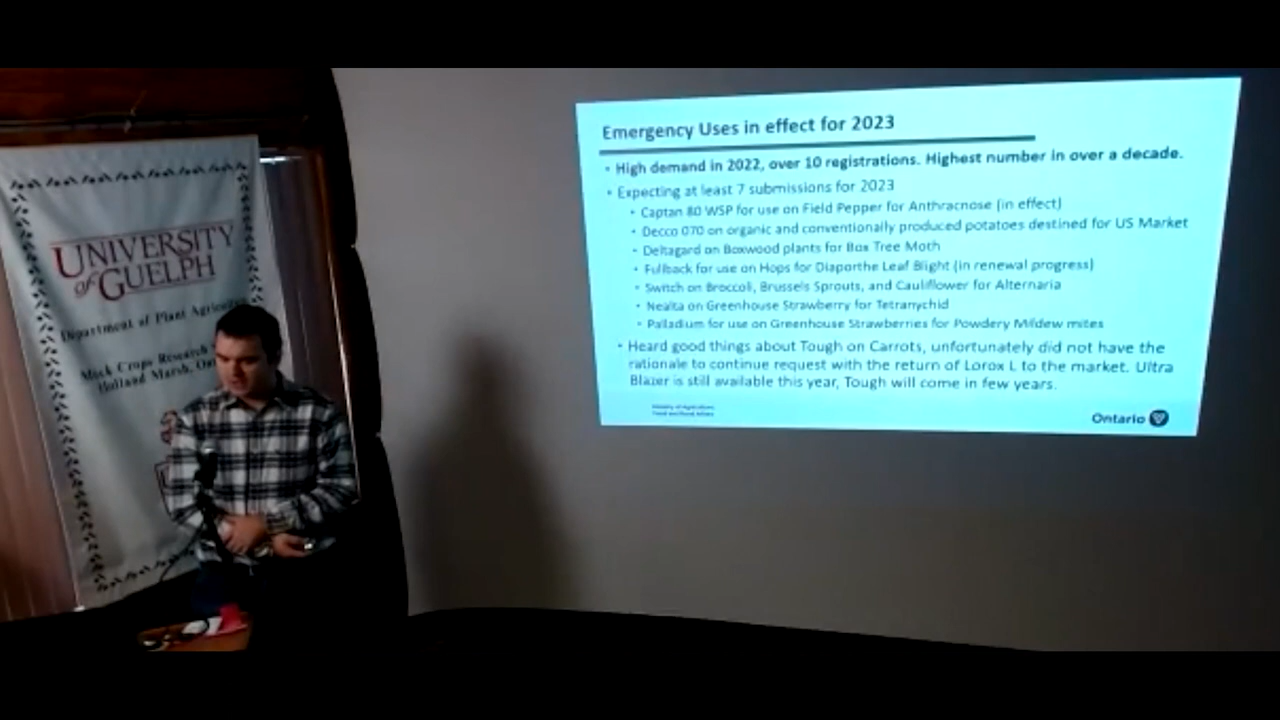 UNIVERSITY
of GUELPH
Department of Plant Agricult
Muck Crops Research
Holland Marsh, Ont
Emergency Uses in effect for 2023
• High demand in 2022, over 10 registrations. Highest number in over a decade.
• Expecting at least 7 submissions for 2023
• Captan 80 WSP for use on Field Pepper for Anthracnose (in effect)
• Decco 070 on organic and conventionally produced potatoes destined for US Market
• Deltagard on Boxwood plants for Box Tree Moth
• Fullback for use on Hops for Diaporthe Leaf Blight (in renewal progress)
• Switch on Broccoli, Brussels Sprouts, and Cauliflower for Alternaria
• Nealta on Greenhouse Strawberry for Tetranychid
• Palladium for use on Greenhouse Strawberries for Powdery Mildew mites
• Heard good things about Tough on Carrots, unfortunately did not have the
rationale to continue request with the return of Lorox L to the market. Ultra
Blazer is still available this year, Tough will come in few years.
Ontario